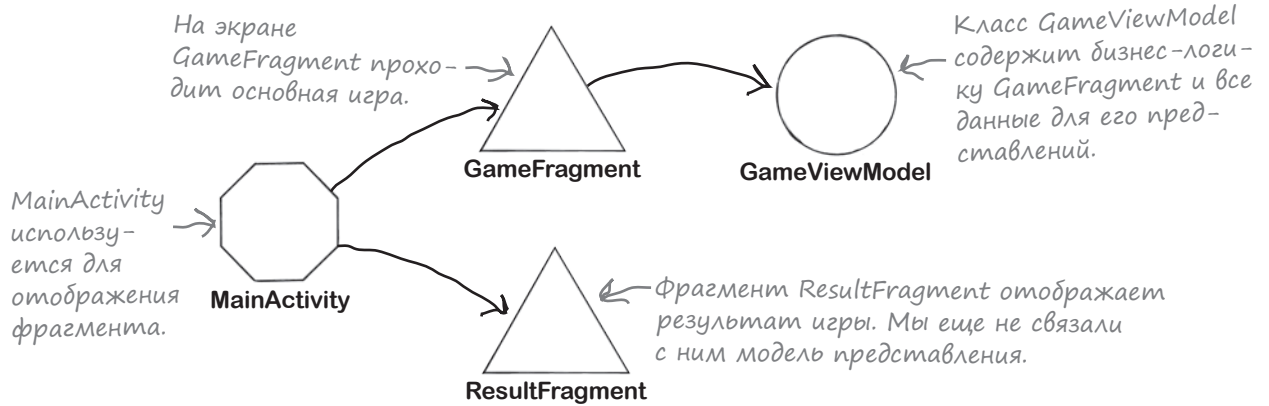 На экране
GameFragment прохо-
дит основная игра.
Класс GameViewModel
содержит бизнес-логи-
ку GameFragment и все
данные для его пред-
ставлений.
GameFragment
GameViewModel
MainActivity
использу-
ется для
отображения
фрагмента.
MainActivity
Фрагмент ResultFragment отображает
результат игры. Мы еще не связали
с ним модель представления.
ResultFragment